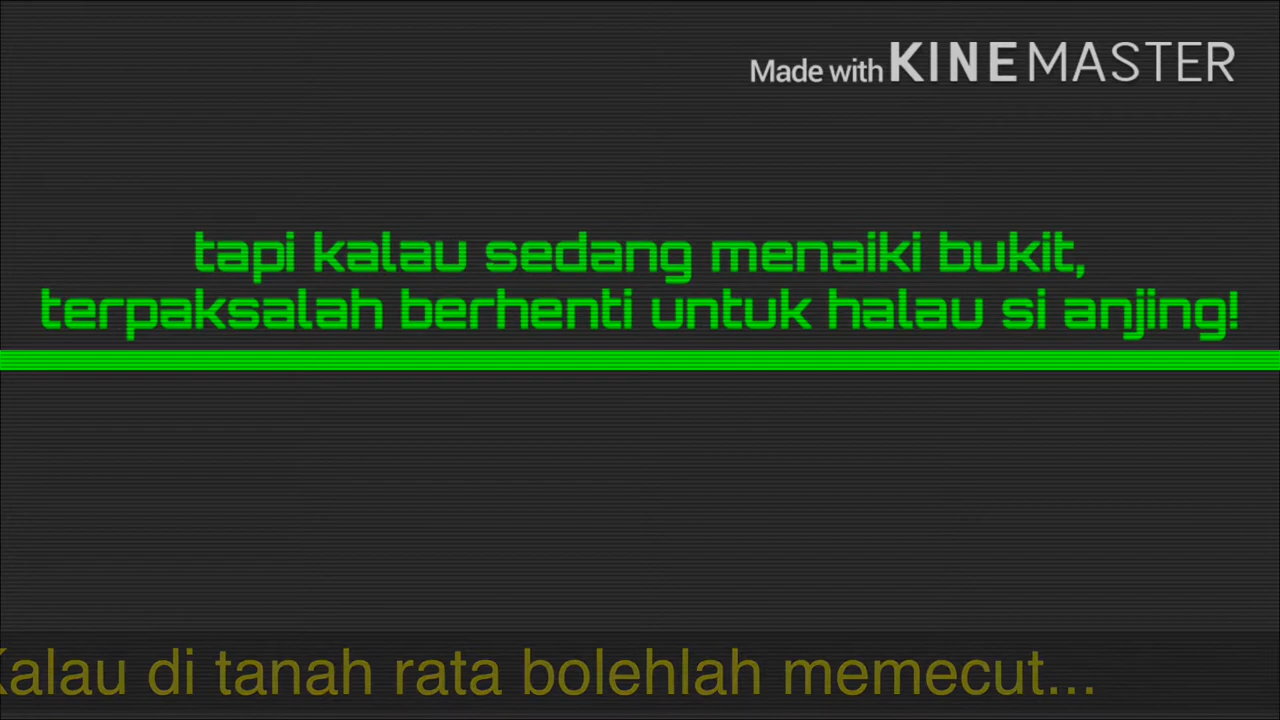 Made with KINEMASTER
tapi kalau sedang menaiki bukit,
terpaksalah berhenti untuk halau si anjing!
Kalau di tanah rata bolehlah memecut...